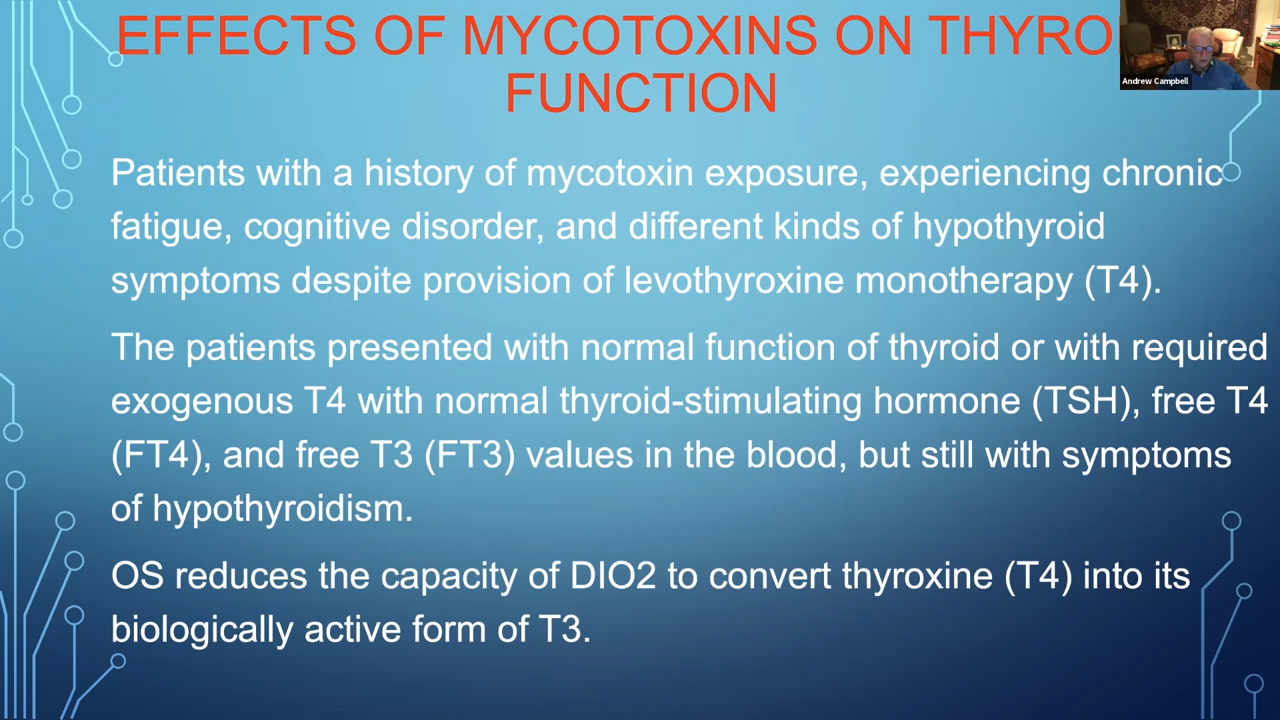 EFFECTS OF MYCOTOXINS ON
FUNCTION
Andrew Campbell
Patients with a history of mycotoxin exposure, experiencing chronic
fatigue, cognitive disorder, and different kinds of hypothyroid
symptoms despite provision of levothyroxine monotherapy (T4).
The patients presented with normal function of thyroid or with required
exogenous T4 with normal thyroid-stimulating hormone (TSH), free T4
(FT4), and free T3 (FT3) values in the blood, but still with symptoms
of hypothyroidism.
OS reduces the capacity of DIO2 to convert thyroxine (T4) into its
biologically active form of T3.